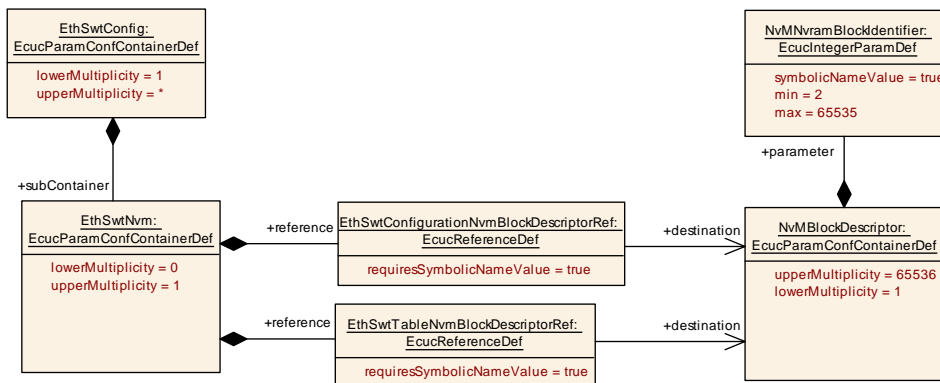 EthSwtConfig:
EcucParamConfContainerDef
lowerMultiplicity = 1
upperMultiplicity = *
NvMNvramBlockIdentifier:
EcucIntegerParamDef
symbolicNameValue = true
min = 2
max = 65535
+parameter
+subContainer
EthSwtNvm:
EcucParamConfContainerDef
lowerMultiplicity = 0
upperMultiplicity = 1
+reference
EthSwtConfigurationNvmBlockDescriptorRef:
EcucReferenceDef
requiresSymbolicNameValue = true
+destination
NvMBlockDescriptor:
EcucParamConfContainerDef
upperMultiplicity = 65536
lowerMultiplicity = 1
+reference
EthSwtTableNvmBlockDescriptorRef:
EcucReferenceDef
requiresSymbolicNameValue = true
+destination